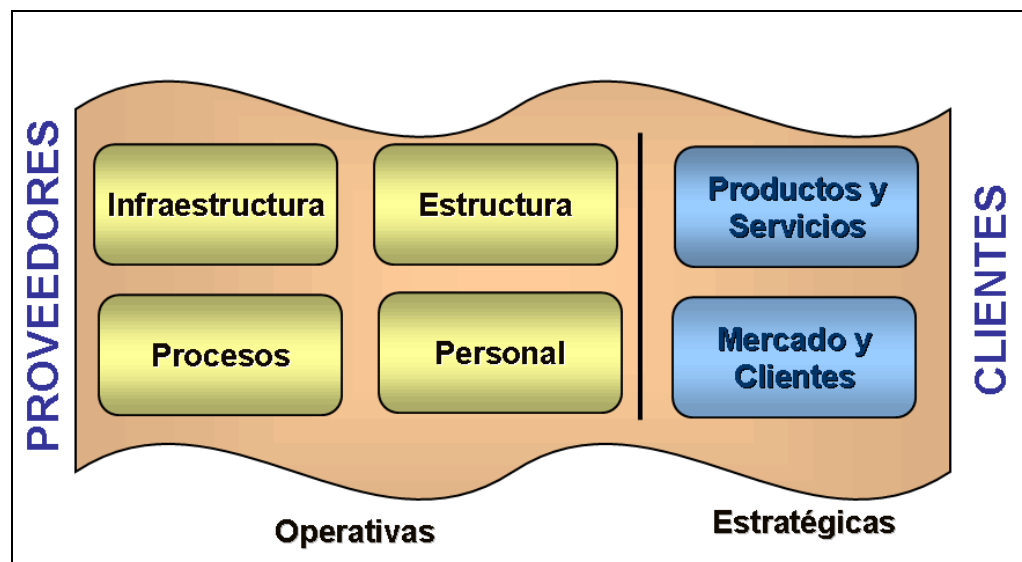 PROVEEDORES
Infraestructura
Estructura
Productos y
Servicios
Procesos
Personal
Mercado y
Clientes
CLIENTES
Operativas
Estratégicas